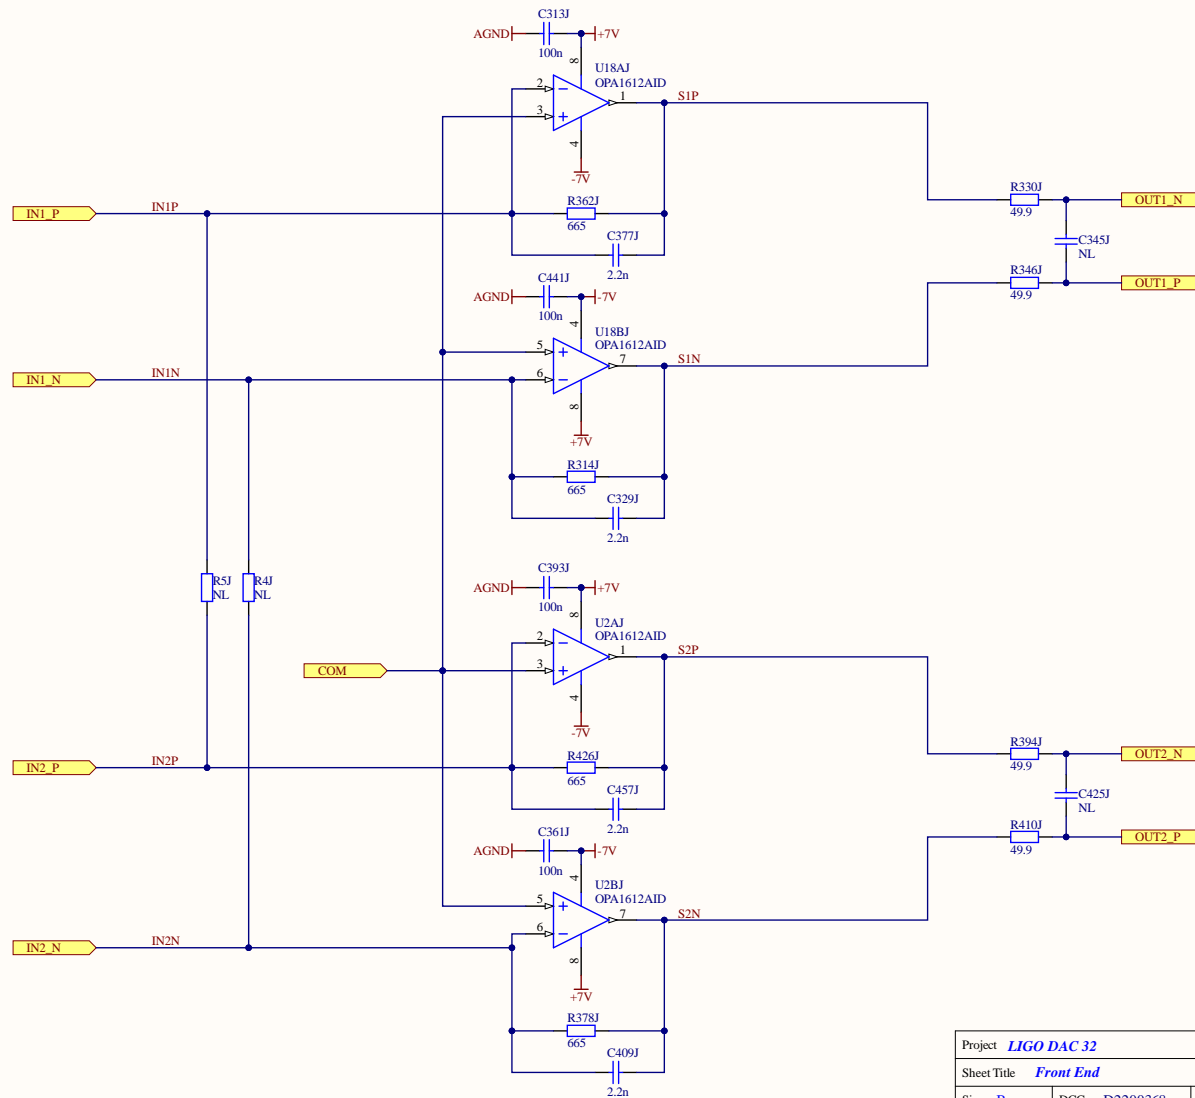 C313J
AGND
+7V
100n
8
U18AJ
OPA1612AID
2
1
S1P
3
4
-7V
R330J
49.9
OUT1_N
IN1_P
IN1P
R362J
665
C377J
2.2n
C345J
NL
C441J
AGND
-7V
100n
R346J
49.9
OUT1_P
4
U18BJ
OPA1612AID
5
7
S1N
6
IN1_N
IN1N
8
+7V
R314J
665
C329J
2.2n
R5J
NL
R4J
NL
C393J
AGND
+7V
100n
8
U2AJ
OPA1612AID
2
1
S2P
3
COM
4
-7V
R394J
49.9
OUT2_N
IN2_P
IN2P
R426J
665
C457J
2.2n
C425J
NL
C361J
AGND
-7V
100n
R410J
49.9
OUT2_P
4
U2BJ
OPA1612AID
5
7
S2N
6
IN2_N
IN2N
8
+7V
R378J
665
C409J
2.2n
Project LIGO DAC 32
Sheet Title Front End